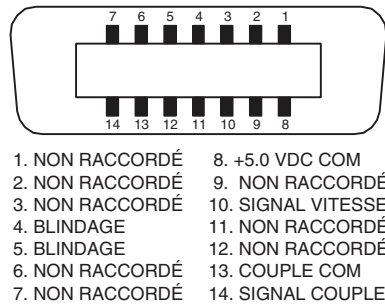 7 6 5 4 3 2 1
14 13 12 11 10 9 8
1. NON RACCORDÉ
2. NON RACCORDÉ
3. NON RACCORDÉ
4. BLINDAGE
5. BLINDAGE
6. NON RACCORDÉ
7. NON RACCORDÉ
8. +5.0 VDC COM
9. NON RACCORDÉ
10. SIGNAL VITESSE
11. NON RACCORDÉ
12. NON RACCORDÉ
13. COUPLE COM
14. SIGNAL COUPLE